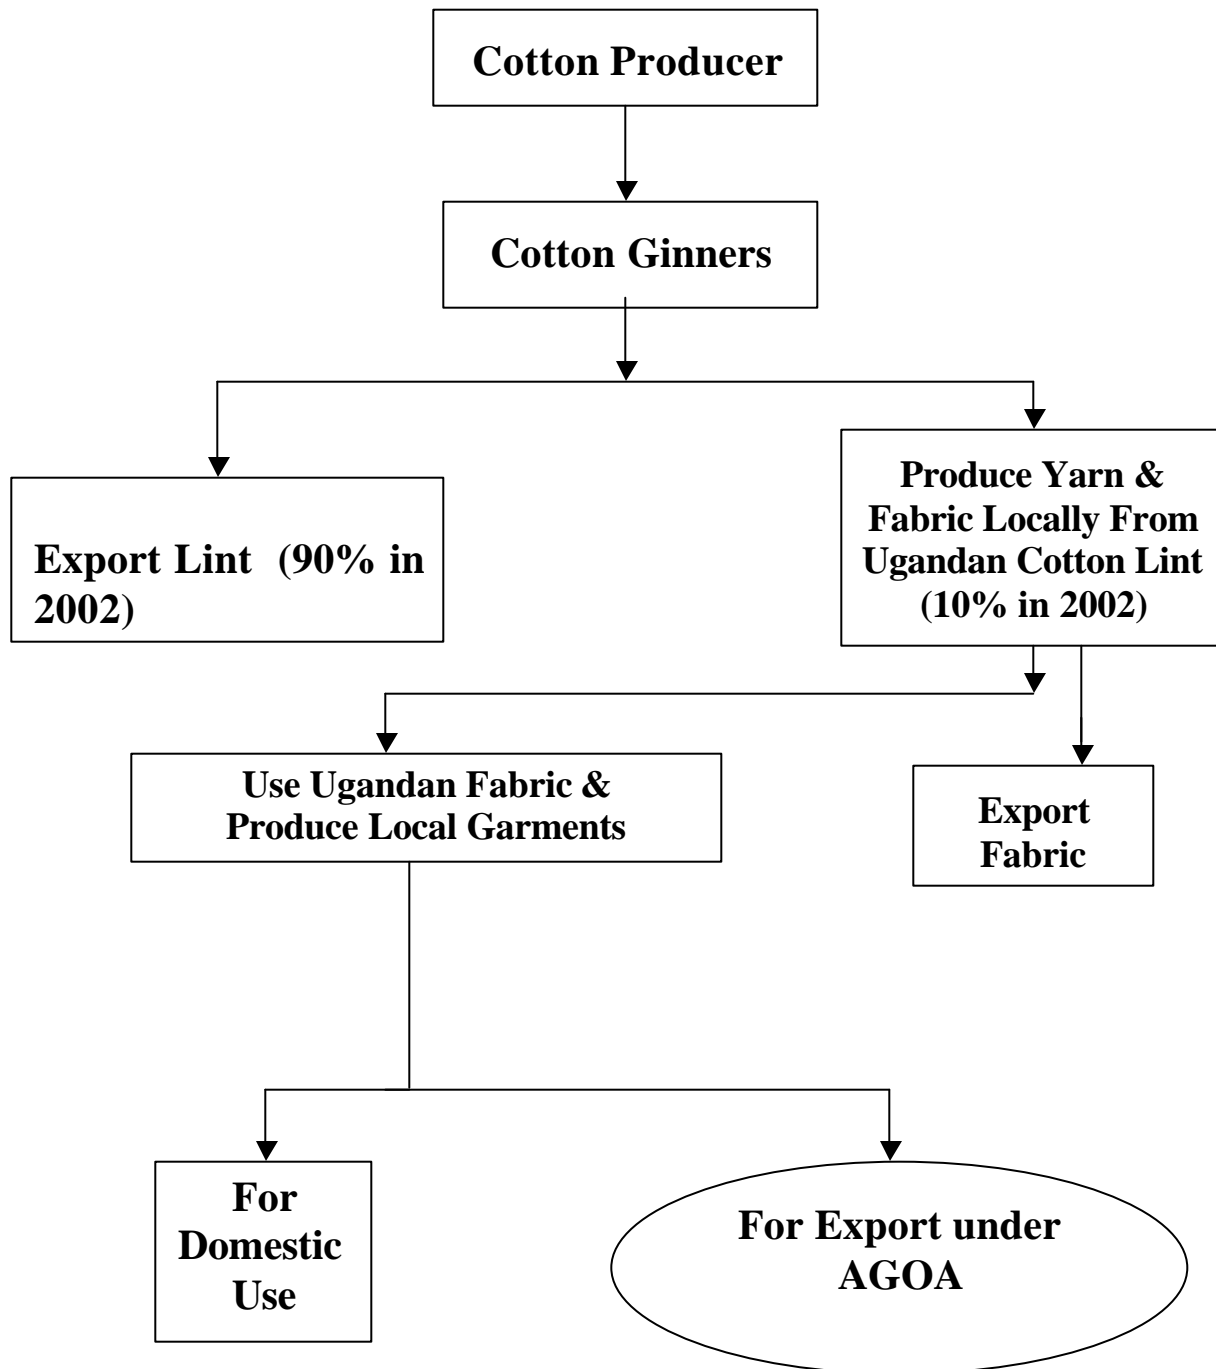 Cotton Producer
Cotton Ginners
Export Lint (90% in
2002)
Produce Yarn &
Fabric Locally From
Ugandan Cotton Lint
(10% in 2002)
Use Ugandan Fabric &
Produce Local Garments
Export
Fabric
For
Domestic
Use
For Export under
AGOA